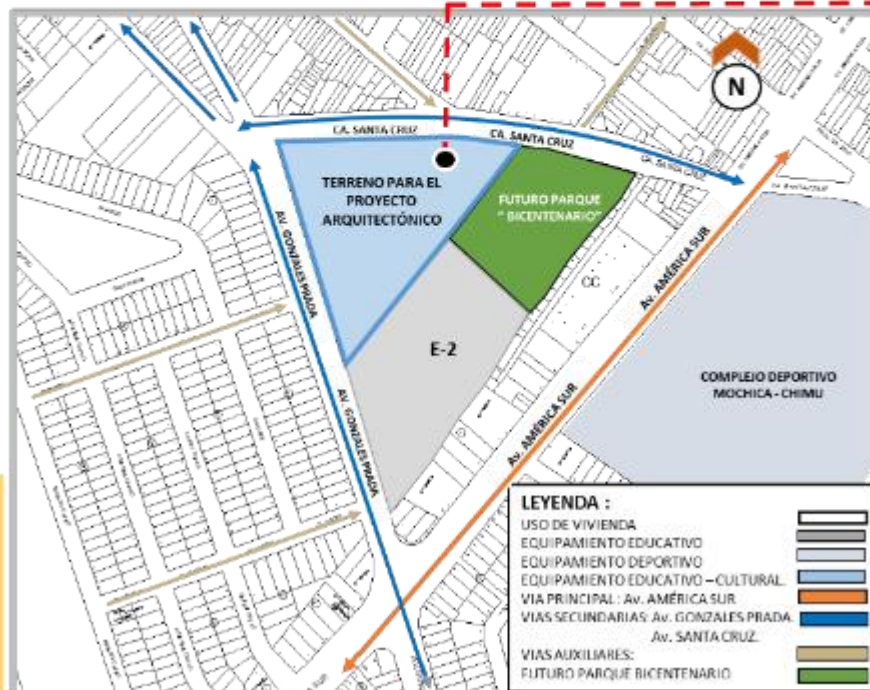 N
CA. SANTA CRUZ
CA. SANTA CRUZ
CA. SANTA CRUZ
TERRENO PARA EL
PROYECTO
ARQUITECTÓNICO
FUTURO PARQUE
" BICENTENARIO"
AV. GONZALES PRADA
CC
Av. AMÉRICA SUR
E-2
COMPLEJO DEPORTIVO
MOCHICA - CHIMU
AV. GONZALES PRADA
Av. AMÉRICA SUR
LEYENDA :
USO DE VIVIENDA
EQUIPAMIENTO EDUCATIVO
EQUIPAMIENTO DEPORTIVO
EQUIPAMIENTO EDUCATIVO – CULTURAL.
VIA PRINCIPAL: Av. AMÉRICA SUR
VIAS SECUNDARIAS: Av. GONZALES PRADA.
Av. SANTA CRUZ.
VIAS AUXILIARES:
FUTURO PARQUE BICENTENARIO